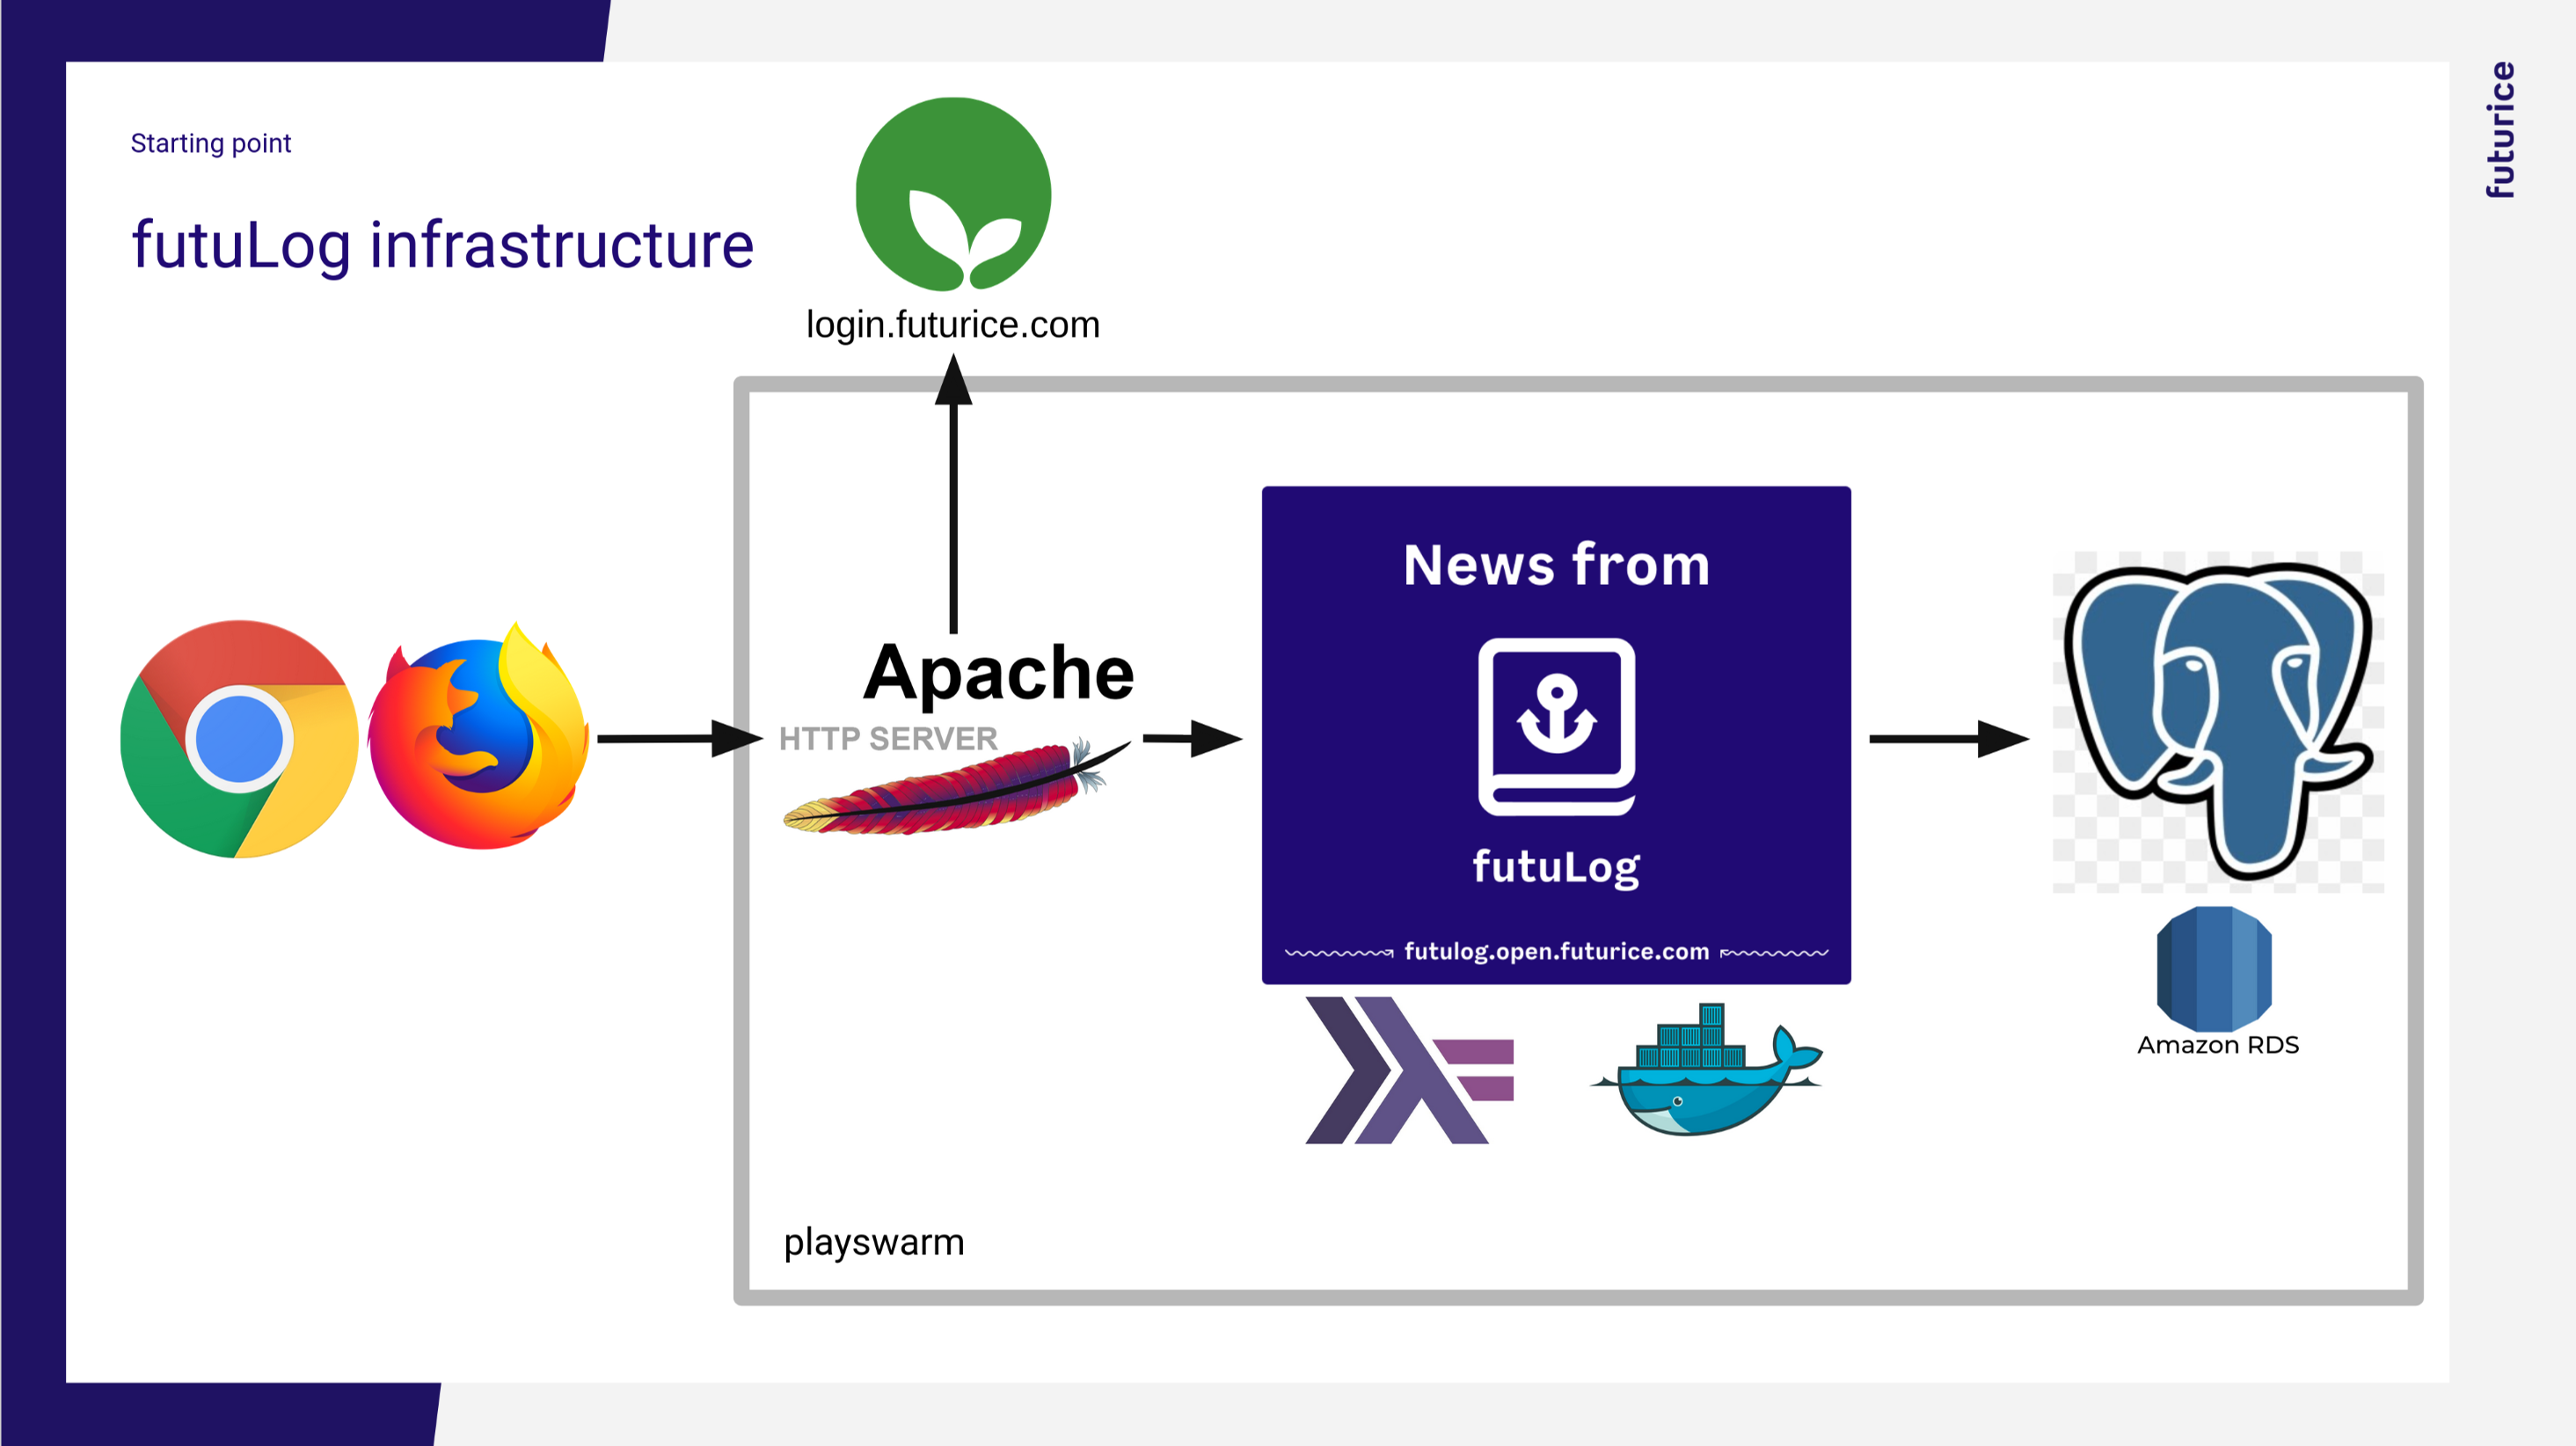 Starting point
futuLog infrastructure
futurice
login.futurice.com
Apache
HTTP SERVER
News from
futuLog
futulog.open.futurice.com
Amazon RDS
playswarm